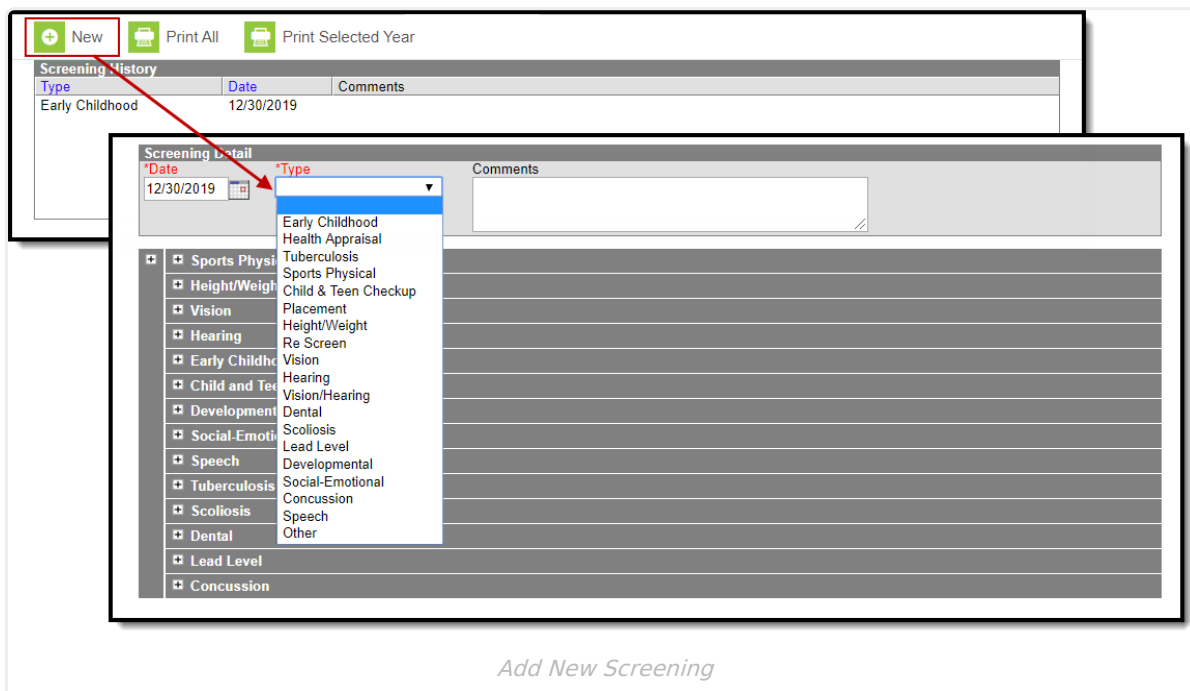 New Print All Print Selected Year
Screening History
Type Date Comments
Early Childhood 12/30/2019
Screening Detail
*Date *Type Comments
12/30/2019
Early Childhood
Health Appraisal
Tuberculosis
Sports Physical
Child & Teen Checkup
Placement
Height/Weight
Re Screen
Vision
Hearing
Vision/Hearing
Dental
Scoliosis
Lead Level
Developmental
Social-Emotional
Concussion
Speech
Other
Sports Physi
Height/Weigh
Vision
Hearing
Early Childho
Child and Tee
Development
Social-Emoti
Speech
Tuberculosis
Scoliosis
Dental
Lead Level
Concussion
Add New Screening